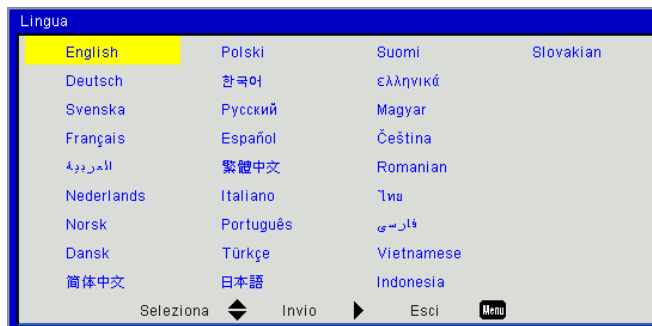 Lingua
English Polski Suomi Slovakian
Deutsch 한국어 ελληνικά
Svenska Русский Magyar
Français Español Čeština
العربية 繁體中文 Romanian
Nederlands Italiano ไทย
Norsk Português فارسی
Dansk Türkçe Vietnamese
简体中文 日本語 Indonesia
Seleziona Invio Esci Menu